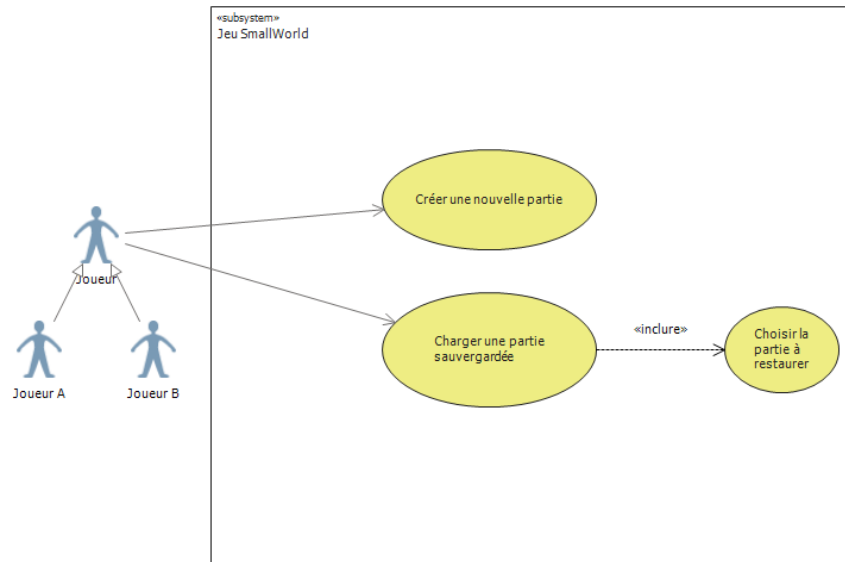 «subsystem»
Jeu SmallWorld
Créer une nouvelle partie
Joueur
Charger une partie
sauvergardée
«inclure»
Choisir la
partie à
restaurer
Joueur A
Joueur B